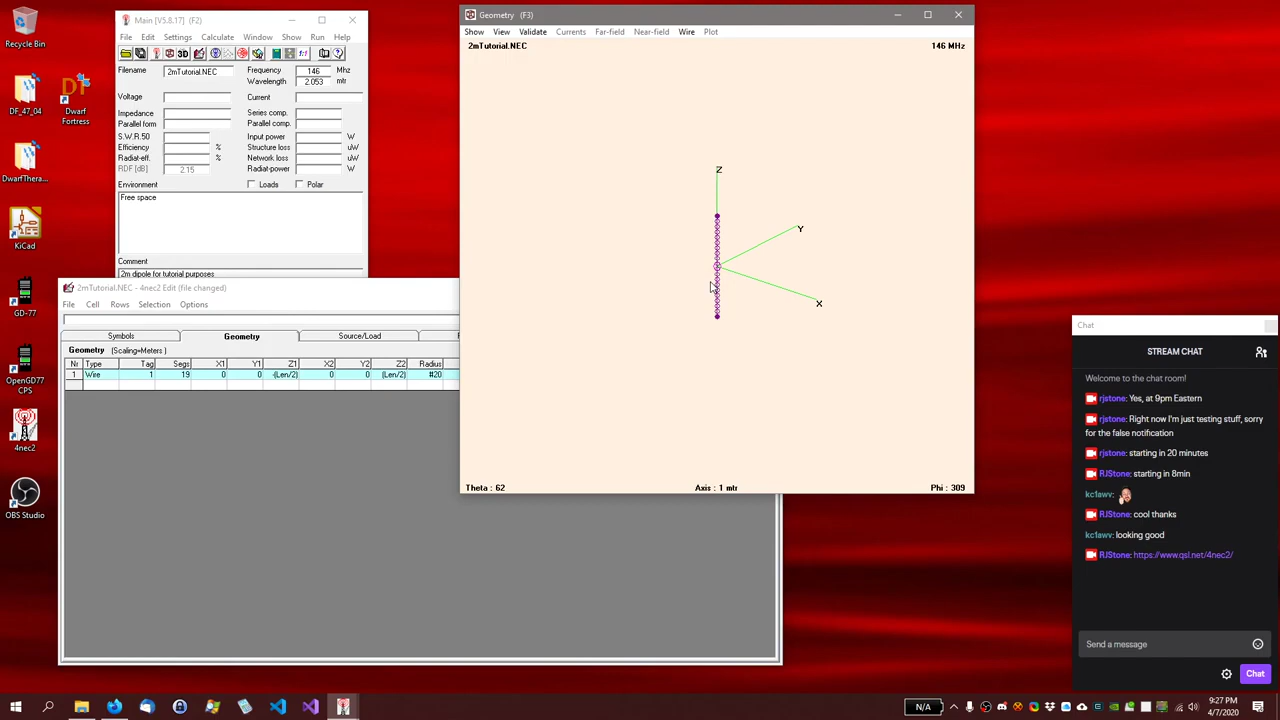 Recycle Bin
DF_47_04
Dwarf
Fortress
DwarfThera...
KiCad
GD-77
OpenGD77
CPS
4nec2
OBS Studio
Main [V5.8.17] (F2)
File Edit Settings Calculate Window Show Run Help
3D
1:1
Filename 2mTutorial.NEC Frequency 146 Mhz
Wavelength 2.053 mtr
Voltage Current
Impedance Series comp.
Parallel form Parallel comp.
S.W.R.50 Input power W
Efficiency % Structure loss uW
Radiat-eff. % Network loss uW
RDF [dB] 2.15 Radiat-power W
Environment Loads Polar
Free space
Comment
2m dipole for tutorial purposes
2mTutorial.NEC - 4nec2 Edit (file changed)
File Cell Rows Selection Options
Symbols Geometry Source/Load
Geometry (Scaling=Meters)
Nr Type Tag Segs X1 Y1 Z1 X2 Y2 Z2 Radius
1 Wire 1 19 0 0 -(Len/2) 0 0 (Len/2) #20
Geometry (F3)
Show View Validate Currents Far-field Near-field Wire Plot
2mTutorial.NEC 146 MHz
Z
Y
X
Theta : 62 Axis : 1 mtr Phi : 309
Chat
STREAM CHAT
Welcome to the chat room!
rjstone: Yes, at 9pm Eastern
rjstone: Right now I'm just testing stuff, sorry
for the false notification
rjstone: starting in 20 minutes
RJStone: starting in 8min
kc1awv:
RJStone: cool thanks
kc1awv: looking good
RJStone: https://www.qsl.net/4nec2/
Send a message
Chat
N/A
9:27 PM
4/7/2020